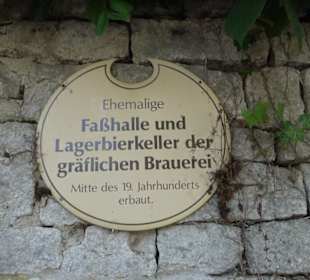 Ehemalige
Faßhalle und
Lagerbierkeller der
gräflichen Brauerei
Mitte des 19. Jahrhunderts
erbaut.